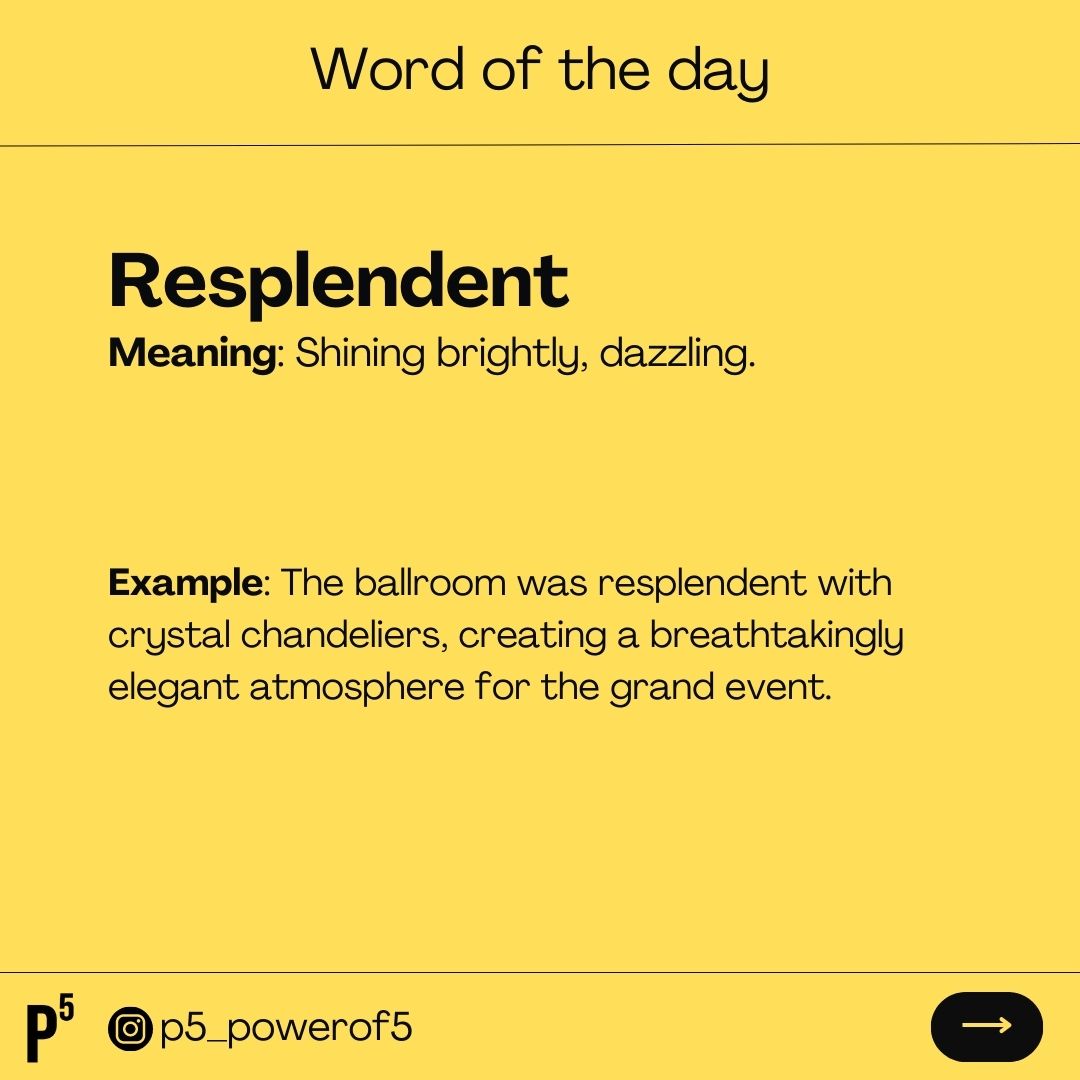 Word of the day
Resplendent
Meaning: Shining brightly, dazzling.
Example: The ballroom was resplendent with
crystal chandeliers, creating a breathtakingly
elegant atmosphere for the grand event.
P⁵ p5_powerof5